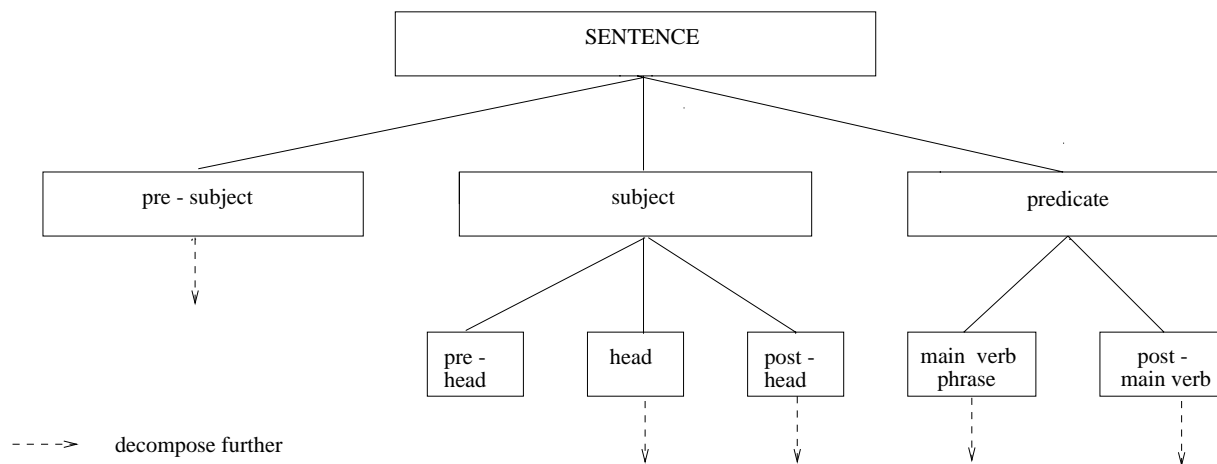 SENTENCE
pre - subject
subject
predicate
pre -
head
head
post -
head
main verb
phrase
post -
main verb
decompose further